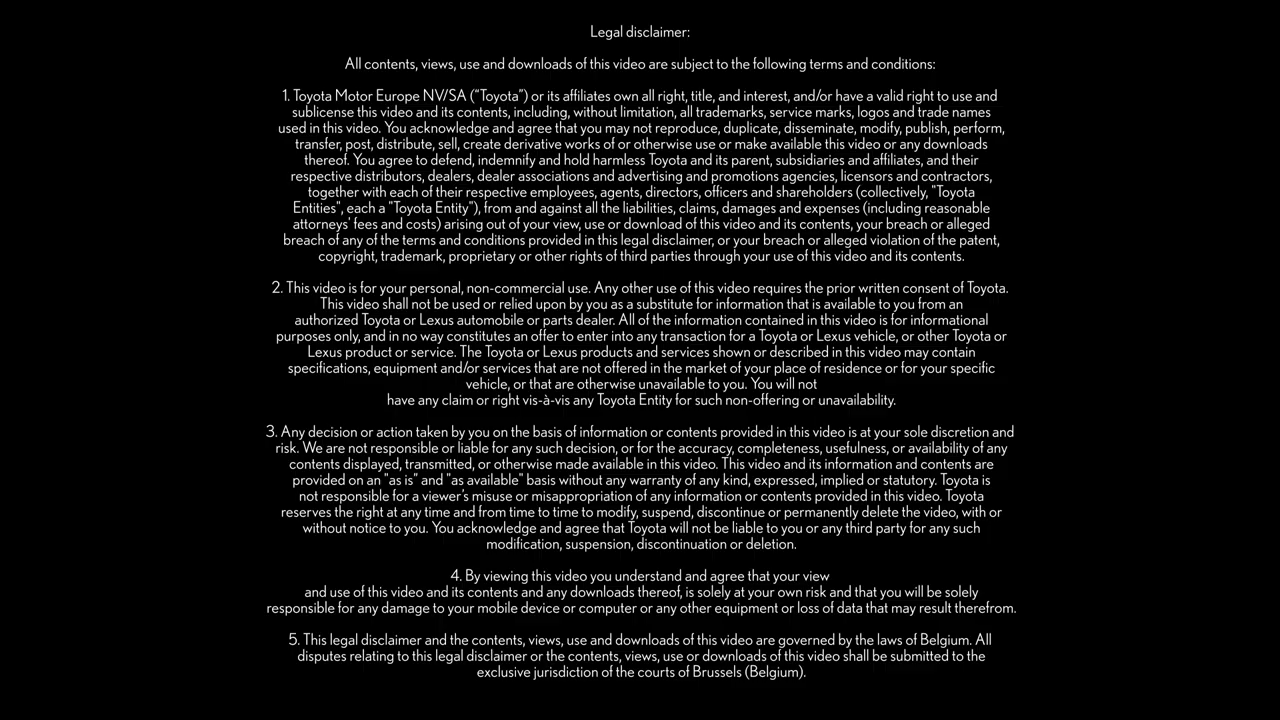 Legal disclaimer:
All contents, views, use and downloads of this video are subject to the following terms and conditions:
1. Toyota Motor Europe NV/SA (“Toyota”) or its affiliates own all right, title, and interest, and/or have a valid right to use and
sublicense this video and its contents, including, without limitation, all trademarks, service marks, logos and trade names
used in this video. You acknowledge and agree that you may not reproduce, duplicate, disseminate, modify, publish, perform,
transfer, post, distribute, sell, create derivative works of or otherwise use or make available this video or any downloads
thereof. You agree to defend, indemnify and hold harmless Toyota and its parent, subsidiaries and affiliates, and their
respective distributors, dealers, dealer associations and advertising and promotions agencies, licensors and contractors,
together with each of their respective employees, agents, directors, officers and shareholders (collectively, "Toyota
Entities", each a "Toyota Entity"), from and against all the liabilities, claims, damages and expenses (including reasonable
attorneys' fees and costs) arising out of your view, use or download of this video and its contents, your breach or alleged
breach of any of the terms and conditions provided in this legal disclaimer, or your breach or alleged violation of the patent,
copyright, trademark, proprietary or other rights of third parties through your use of this video and its contents.
2. This video is for your personal, non-commercial use. Any other use of this video requires the prior written consent of Toyota.
This video shall not be used or relied upon by you as a substitute for information that is available to you from an
authorized Toyota or Lexus automobile or parts dealer. All of the information contained in this video is for informational
purposes only, and in no way constitutes an offer to enter into any transaction for a Toyota or Lexus vehicle, or other Toyota or
Lexus product or service. The Toyota or Lexus products and services shown or described in this video may contain
specifications, equipment and/or services that are not offered in the market of your place of residence or for your specific
vehicle, or that are otherwise unavailable to you. You will not
have any claim or right vis-à-vis any Toyota Entity for such non-offering or unavailability.
3. Any decision or action taken by you on the basis of information or contents provided in this video is at your sole discretion and
risk. We are not responsible or liable for any such decision, or for the accuracy, completeness, usefulness, or availability of any
contents displayed, transmitted, or otherwise made available in this video. This video and its information and contents are
provided on an "as is" and "as available" basis without any warranty of any kind, expressed, implied or statutory. Toyota is
not responsible for a viewer's misuse or misappropriation of any information or contents provided in this video. Toyota
reserves the right at any time and from time to time to modify, suspend, discontinue or permanently delete the video, with or
without notice to you. You acknowledge and agree that Toyota will not be liable to you or any third party for any such
modification, suspension, discontinuation or deletion.
4. By viewing this video you understand and agree that your view
and use of this video and its contents and any downloads thereof, is solely at your own risk and that you will be solely
responsible for any damage to your mobile device or computer or any other equipment or loss of data that may result therefrom.
5. This legal disclaimer and the contents, views, use and downloads of this video are governed by the laws of Belgium. All
disputes relating to this legal disclaimer or the contents, views, use or downloads of this video shall be submitted to the
exclusive jurisdiction of the courts of Brussels (Belgium).